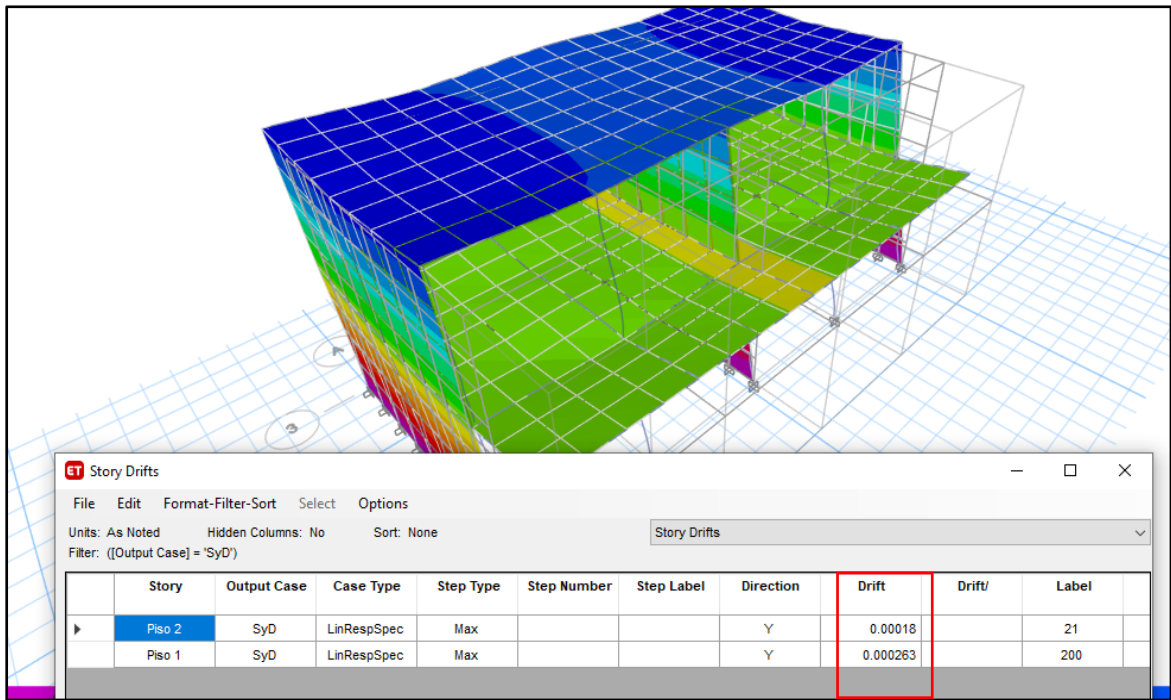 A
3
ET Story Drifts
File Edit Format-Filter-Sort Select Options
Units: As Noted Hidden Columns: No Sort: None Story Drifts
Filter: ([Output Case] = 'SyD')
Story Output Case Case Type Step Type Step Number Step Label Direction Drift Drift/ Label
Piso 2 SyD LinRespSpec Max Y 0.00018 21
Piso 1 SyD LinRespSpec Max Y 0.000263 200